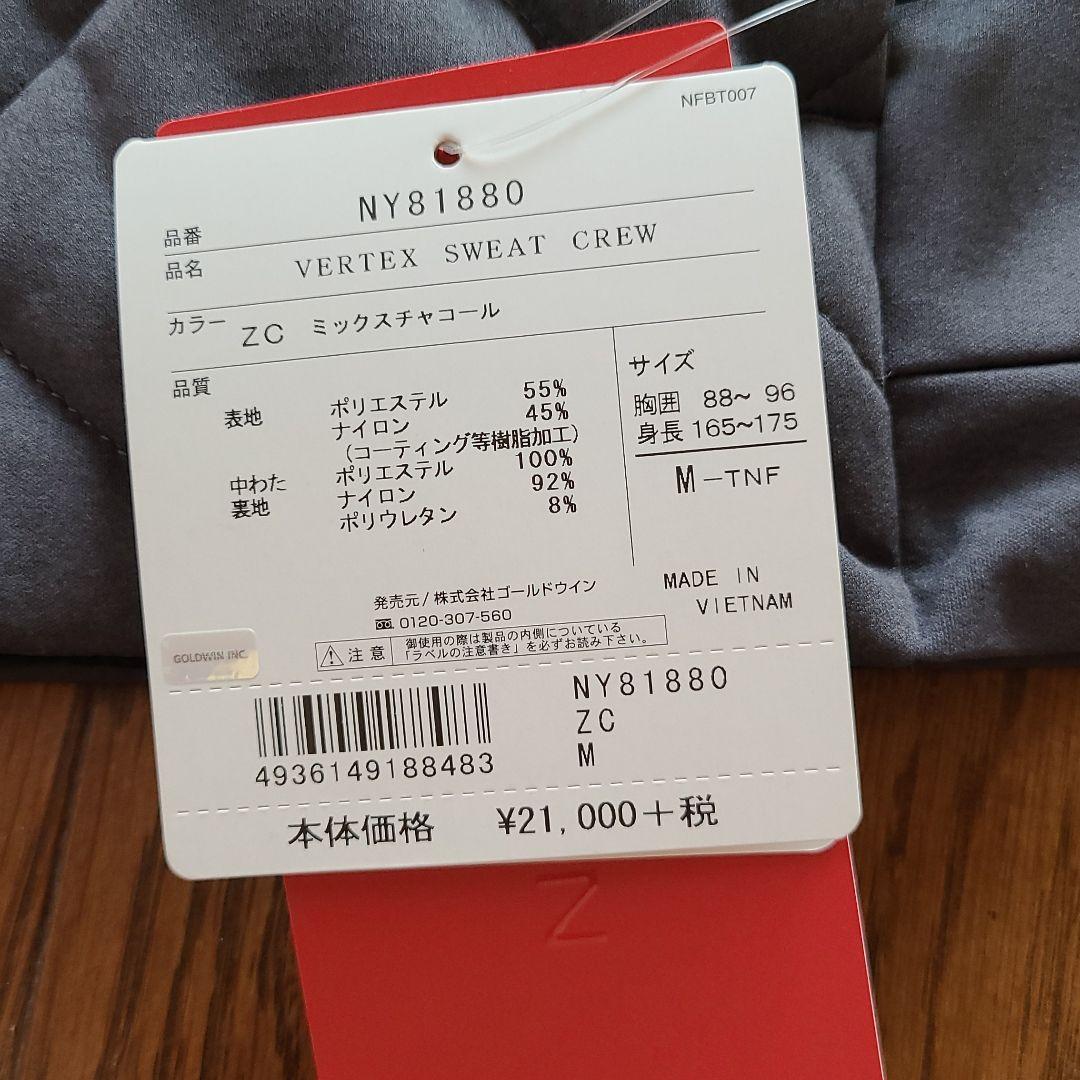 NFBT007
品番 NY81880
品名 VERTEX SWEAT CREW
カラー ZC ミックスチャコール
品質
表地 ポリエステル 55%
ナイロン 45%
(コーティング等樹脂加工)
中わた ポリエステル 100%
裏地 ナイロン 92%
ポリウレタン 8%
サイズ
胸囲 88~ 96
身長 165~175
M-TNF
MADE IN
VIETNAM
発売元/株式会社ゴールドウイン
0120-307-560
注意 御使用の際は製品の内側についている
「ラベルの注意書き」を必ずお読み下さい。
GOLDWIN INC.
4936149188483
NY81880
ZC
M
本体価格 ¥21,000+税
Z